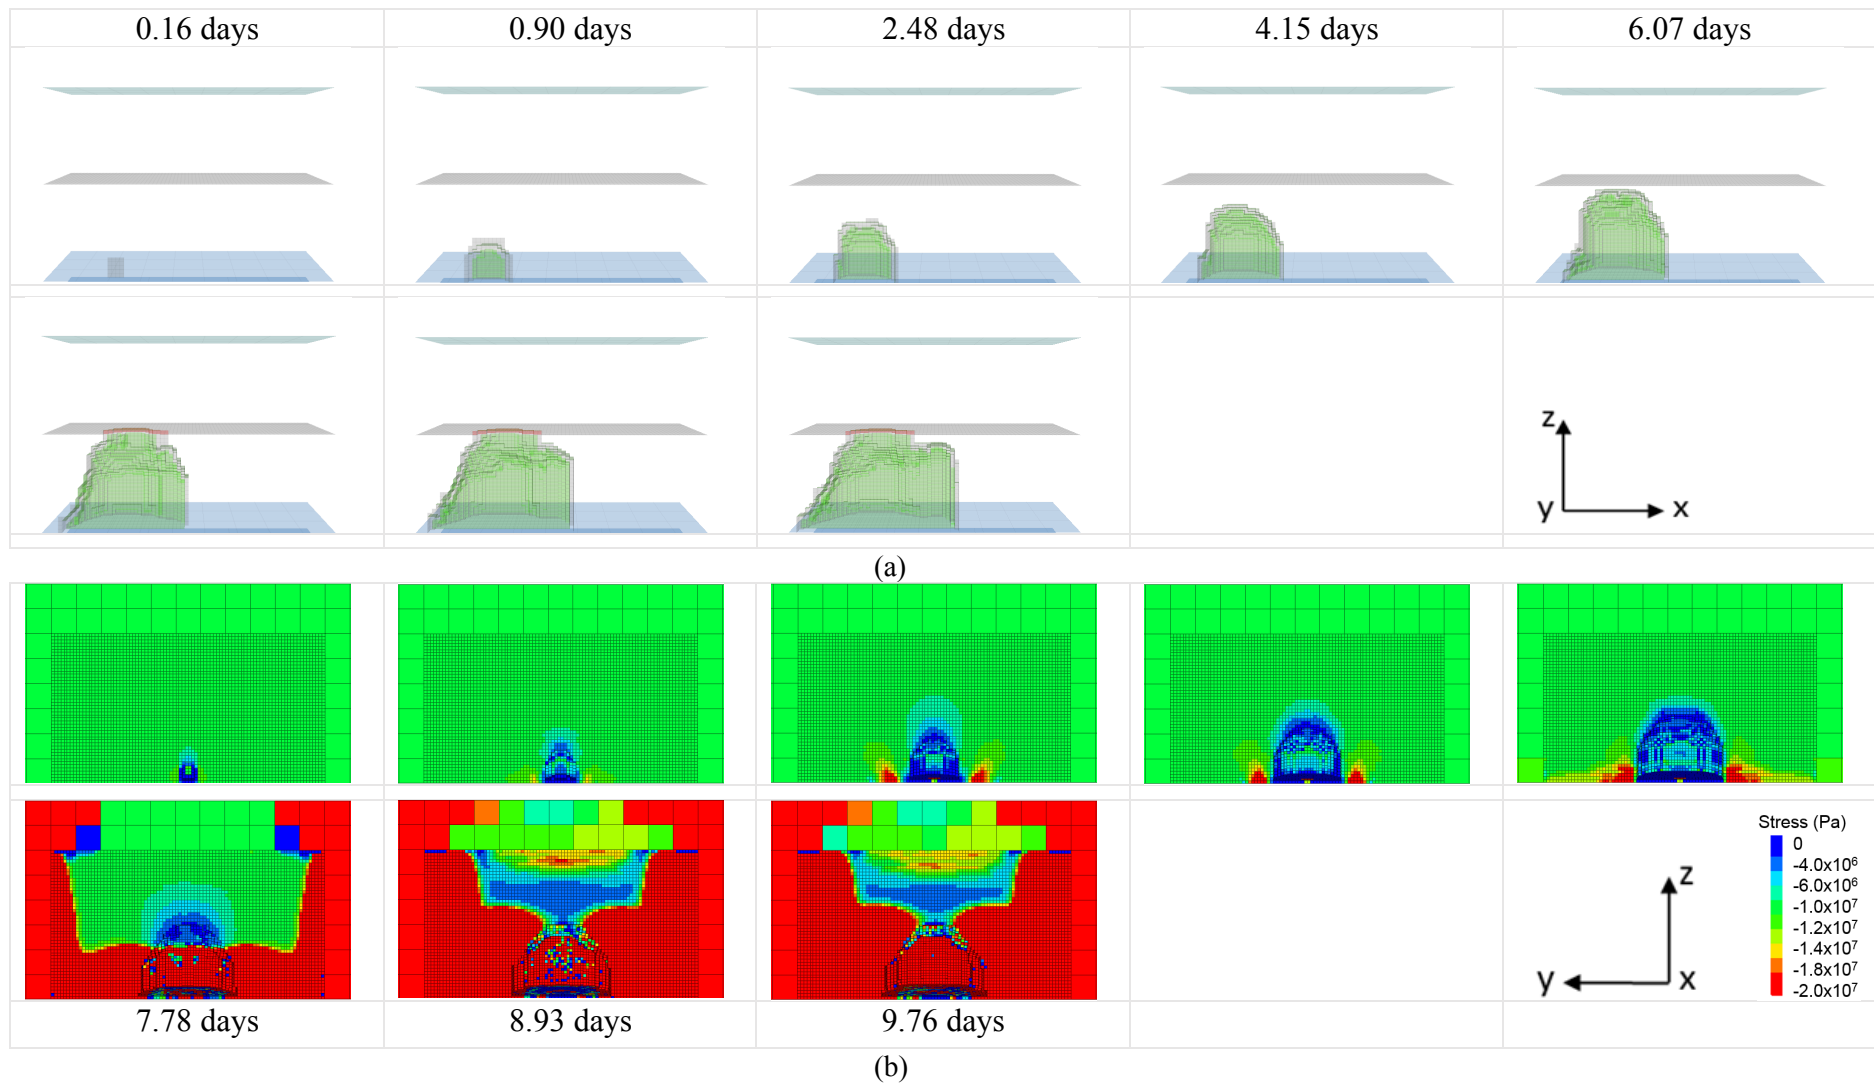 0.16 days 0.90 days 2.48 days 4.15 days 6.07 days
z
y x
(a)
Stress (Pa)
0
-4.0x10⁶
-6.0x10⁶
-1.0x10⁷
-1.2x10⁷
-1.4x10⁷
-1.8x10⁷
-2.0x10⁷
z
y x
7.78 days 8.93 days 9.76 days
(b)